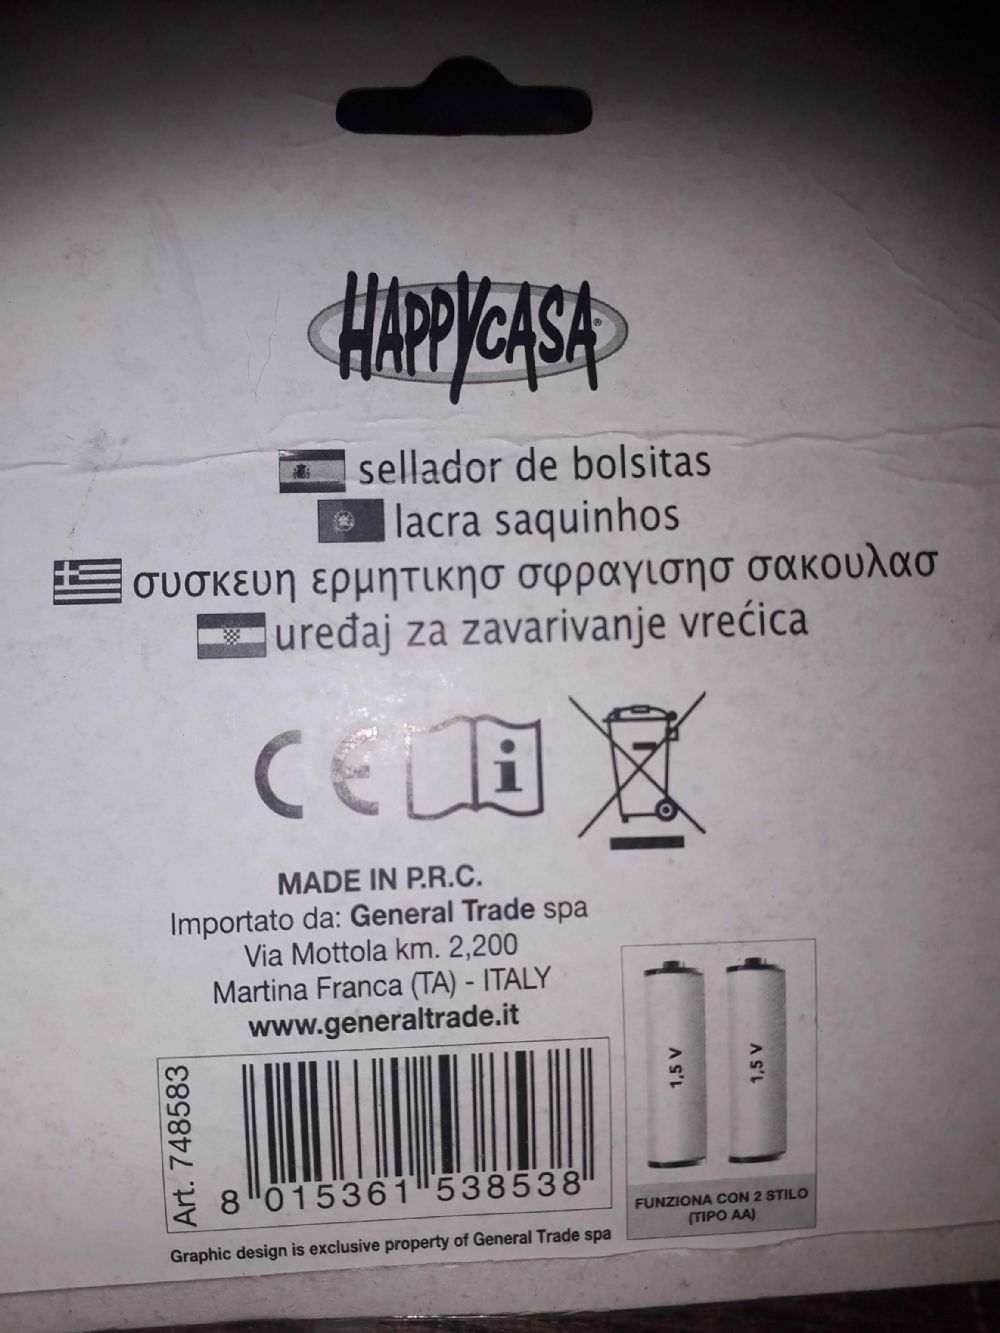 HAPPYCASA®
sellador de bolsitas
lacra saquinhos
συσκευη ερμητικησ σφραγισησ σακουλασ
uređaj za zavarivanje vrećica
CE
i
MADE IN P.R.C.
Importato da: General Trade spa
Via Mottola km. 2,200
Martina Franca (TA) - ITALY
www.generaltrade.it
Art. 748583
8 015361 538538
1,5 V
1,5 V
FUNZIONA CON 2 STILO
(TIPO AA)
Graphic design is exclusive property of General Trade spa